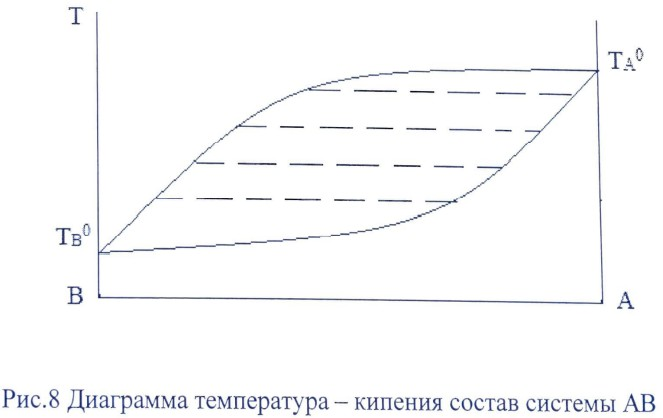 T
TA⁰
TB⁰
B
A
Рис.8 Диаграмма температура – кипения состав системы АВ